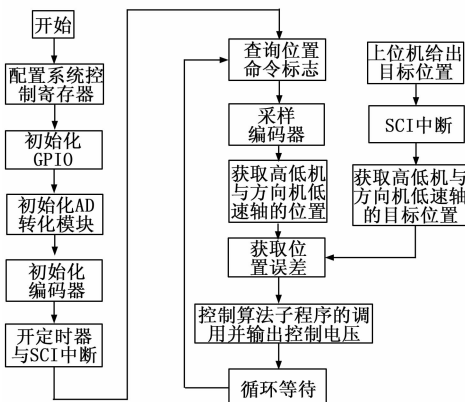 开始
配置系统控
制寄存器
初始化
GPIO
初始化AD
转化模块
初始化
编码器
开定时器
与SCI中断
查询位置
命令标志
采样
编码器
获取高低机
与方向机低
速轴的位置
获取位
置误差
控制算法子程序的调
用并输出控制电压
循环等待
上位机给出
目标位置
SCI中断
获取高低机与
方向机低速轴
的目标位置